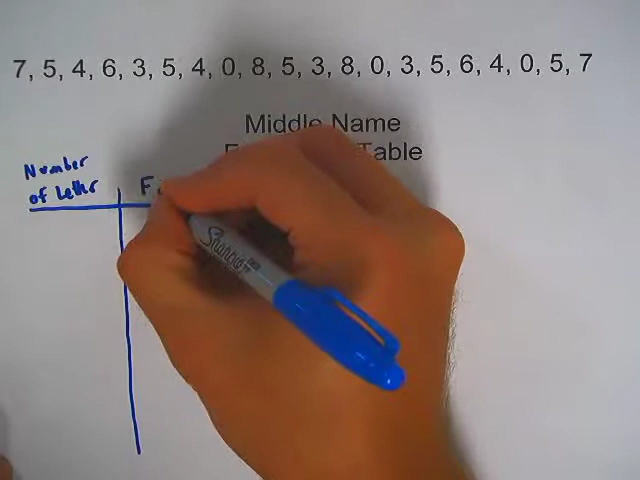 7, 5, 4, 6, 3, 5, 4, 0, 8, 5, 3, 8, 0, 3, 5, 6, 4, 0, 5, 7
Middle Name
Table
Number
of Letters
Sharpie